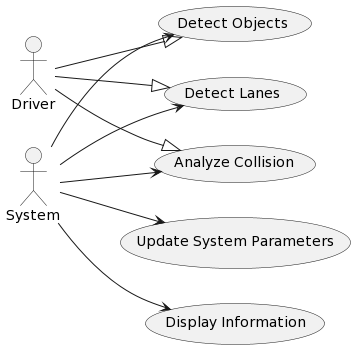 Detect Objects
Driver
Detect Lanes
Analyze Collision
System
Update System Parameters
Display Information